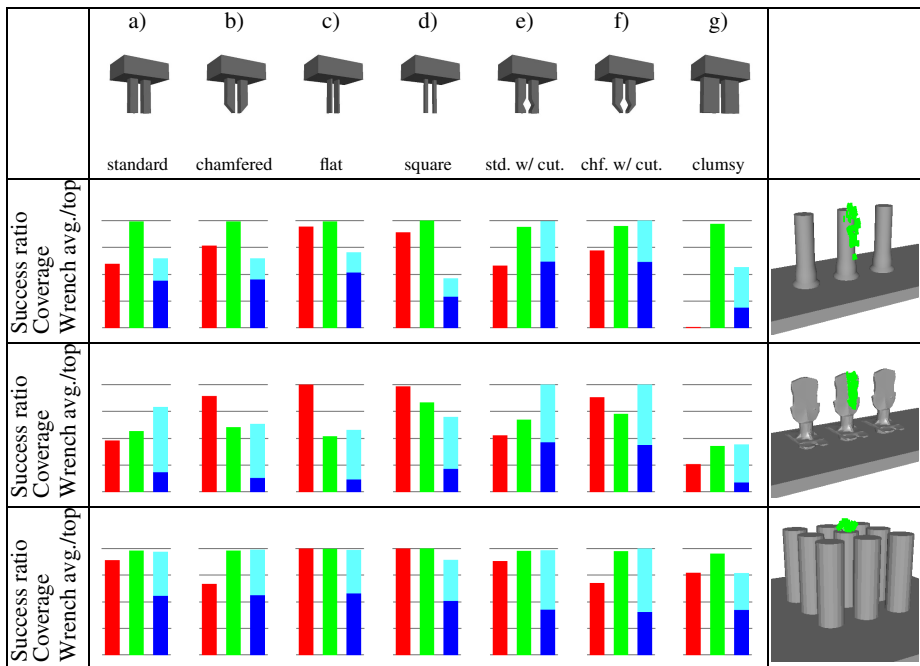 a) b) c) d) e) f) g)
standard chamfered flat square std. w/ cut. chf. w/ cut. clumsy
Success ratio
Coverage
Wrench avg./top
Success ratio
Coverage
Wrench avg./top
Success ratio
Coverage
Wrench avg./top